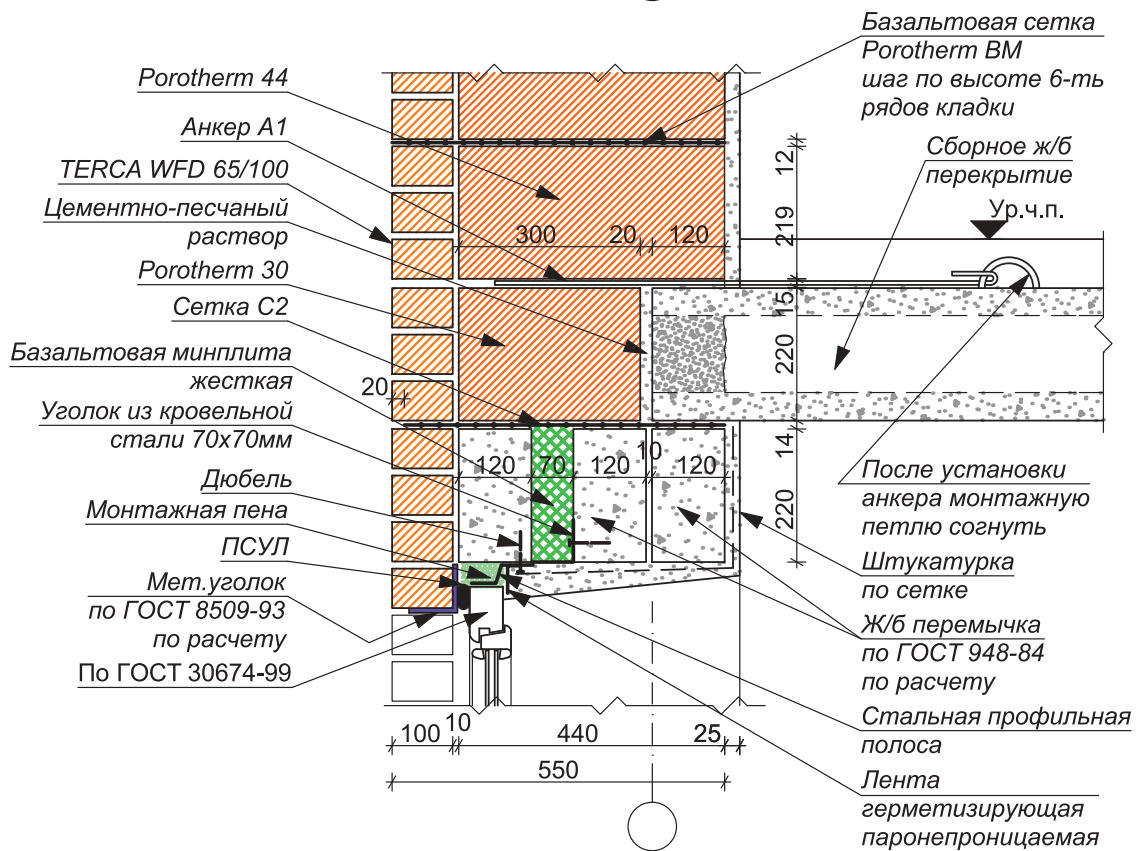 Porotherm 44
Анкер А1
TERCA WFD 65/100
Цементно-песчаный
раствор
Porotherm 30
Сетка С2
Базальтовая минплита
жесткая
Уголок из кровельной
стали 70х70мм
Дюбель
Монтажная пена
ПСУЛ
Мет.уголок
по ГОСТ 8509-93
по расчету
По ГОСТ 30674-99
Базальтовая сетка
Porotherm BM
шаг по высоте 6-ть
рядов кладки
Сборное ж/б
перекрытие
Ур.ч.п.
После установки
анкера монтажную
петлю согнуть
Штукатурка
по сетке
Ж/б перемычка
по ГОСТ 948-84
по расчету
Стальная профильная
полоса
Лента
герметизирующая
паронепроницаемая
300 20 120
12
219
15
220
14
220
20
120 70 120 10 120
100 10 440 25
550